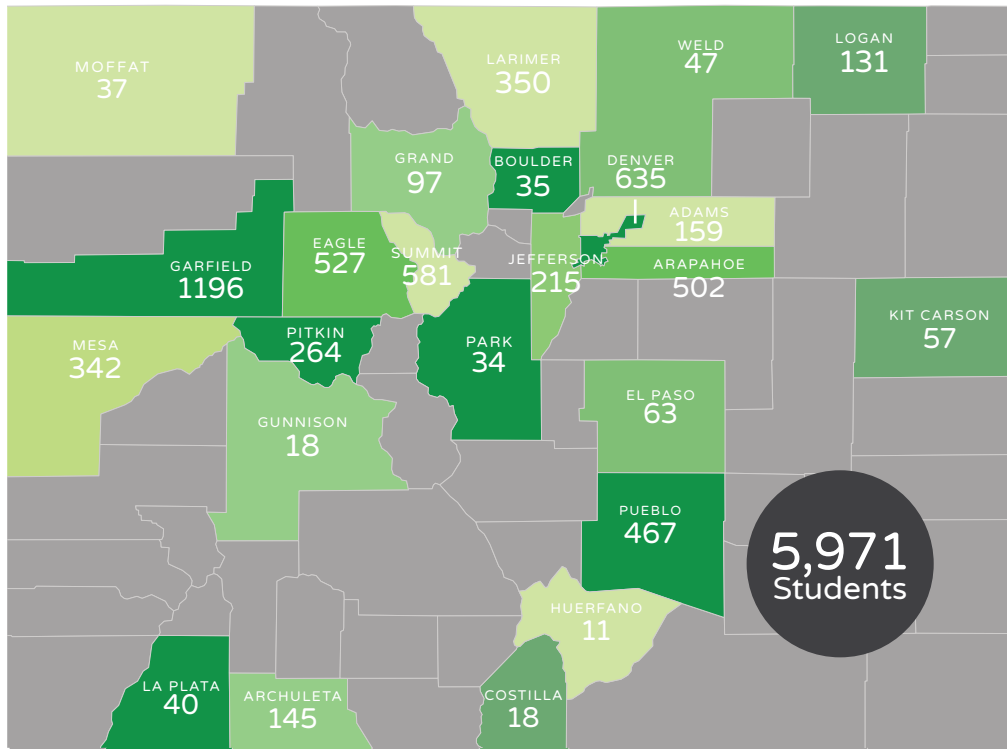 MOFFAT
37
LARIMER
350
WELD
47
LOGAN
131
GRAND
97
BOULDER
35
DENVER
635
ADAMS
159
EAGLE
527
SUMMIT
581
JEFFERSON
215
ARAPAHOE
502
GARFIELD
1196
KIT CARSON
57
MESA
342
PITKIN
264
PARK
34
EL PASO
63
GUNNISON
18
PUEBLO
467
5,971
Students
HUERFANO
11
LA PLATA
40
ARCHULETA
145
COSTILLA
18